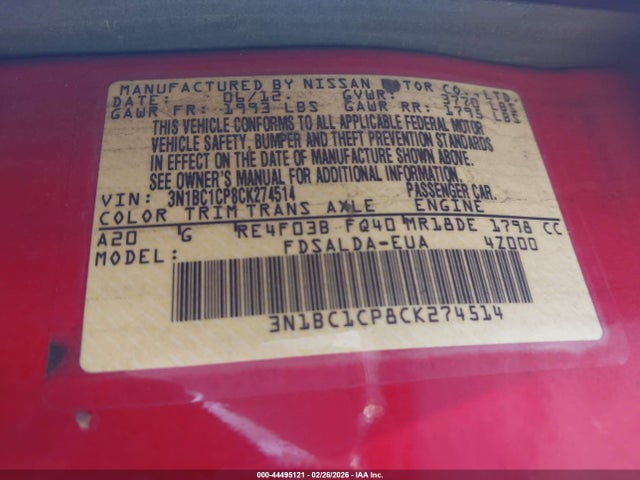 MANUFACTURED BY NISSAN MOTOR CO., LTD.
DATE: 06/12 GVWR: 3770 LBS
GAWR FR: 1993 LBS GAWR RR: 1795 LBS
THIS VEHICLE CONFORMS TO ALL APPLICABLE FEDERAL MOTOR
VEHICLE SAFETY, BUMPER AND THEFT PREVENTION STANDARDS
IN EFFECT ON THE DATE OF MANUFACTURE SHOWN ABOVE.
SEE OWNER'S MANUAL FOR ADDITIONAL INFORMATION.
VIN: 3N1BC1CP8CK274514 PASSENGER CAR.
COLOR TRIM TRANS AXLE ENGINE
A20 G RE4F03B FQ40 MR18DE 1798 CC
MODEL: FDSALDA-EUA 4Z000
3N1BC1CP8CK274514
000-44495121 | 02/26/2026 | IAA Inc.